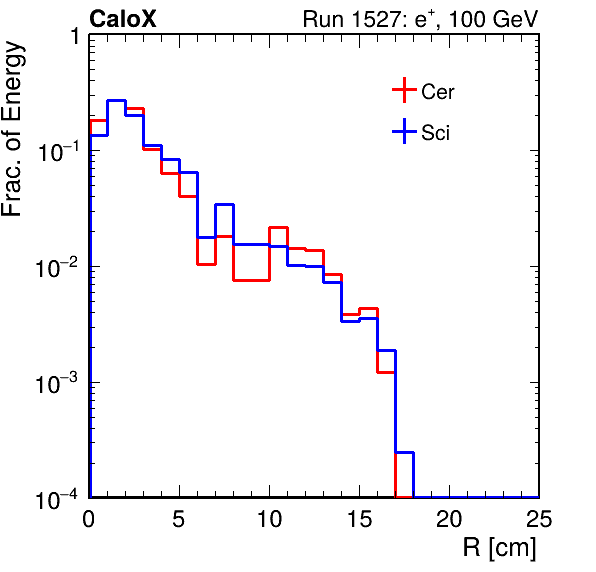 CaloX Run 1527: e⁺, 100 GeV
Frac. of Energy
Cer
Sci
1
10⁻¹
10⁻²
10⁻³
10⁻⁴
0 5 10 15 20 25
R [cm]